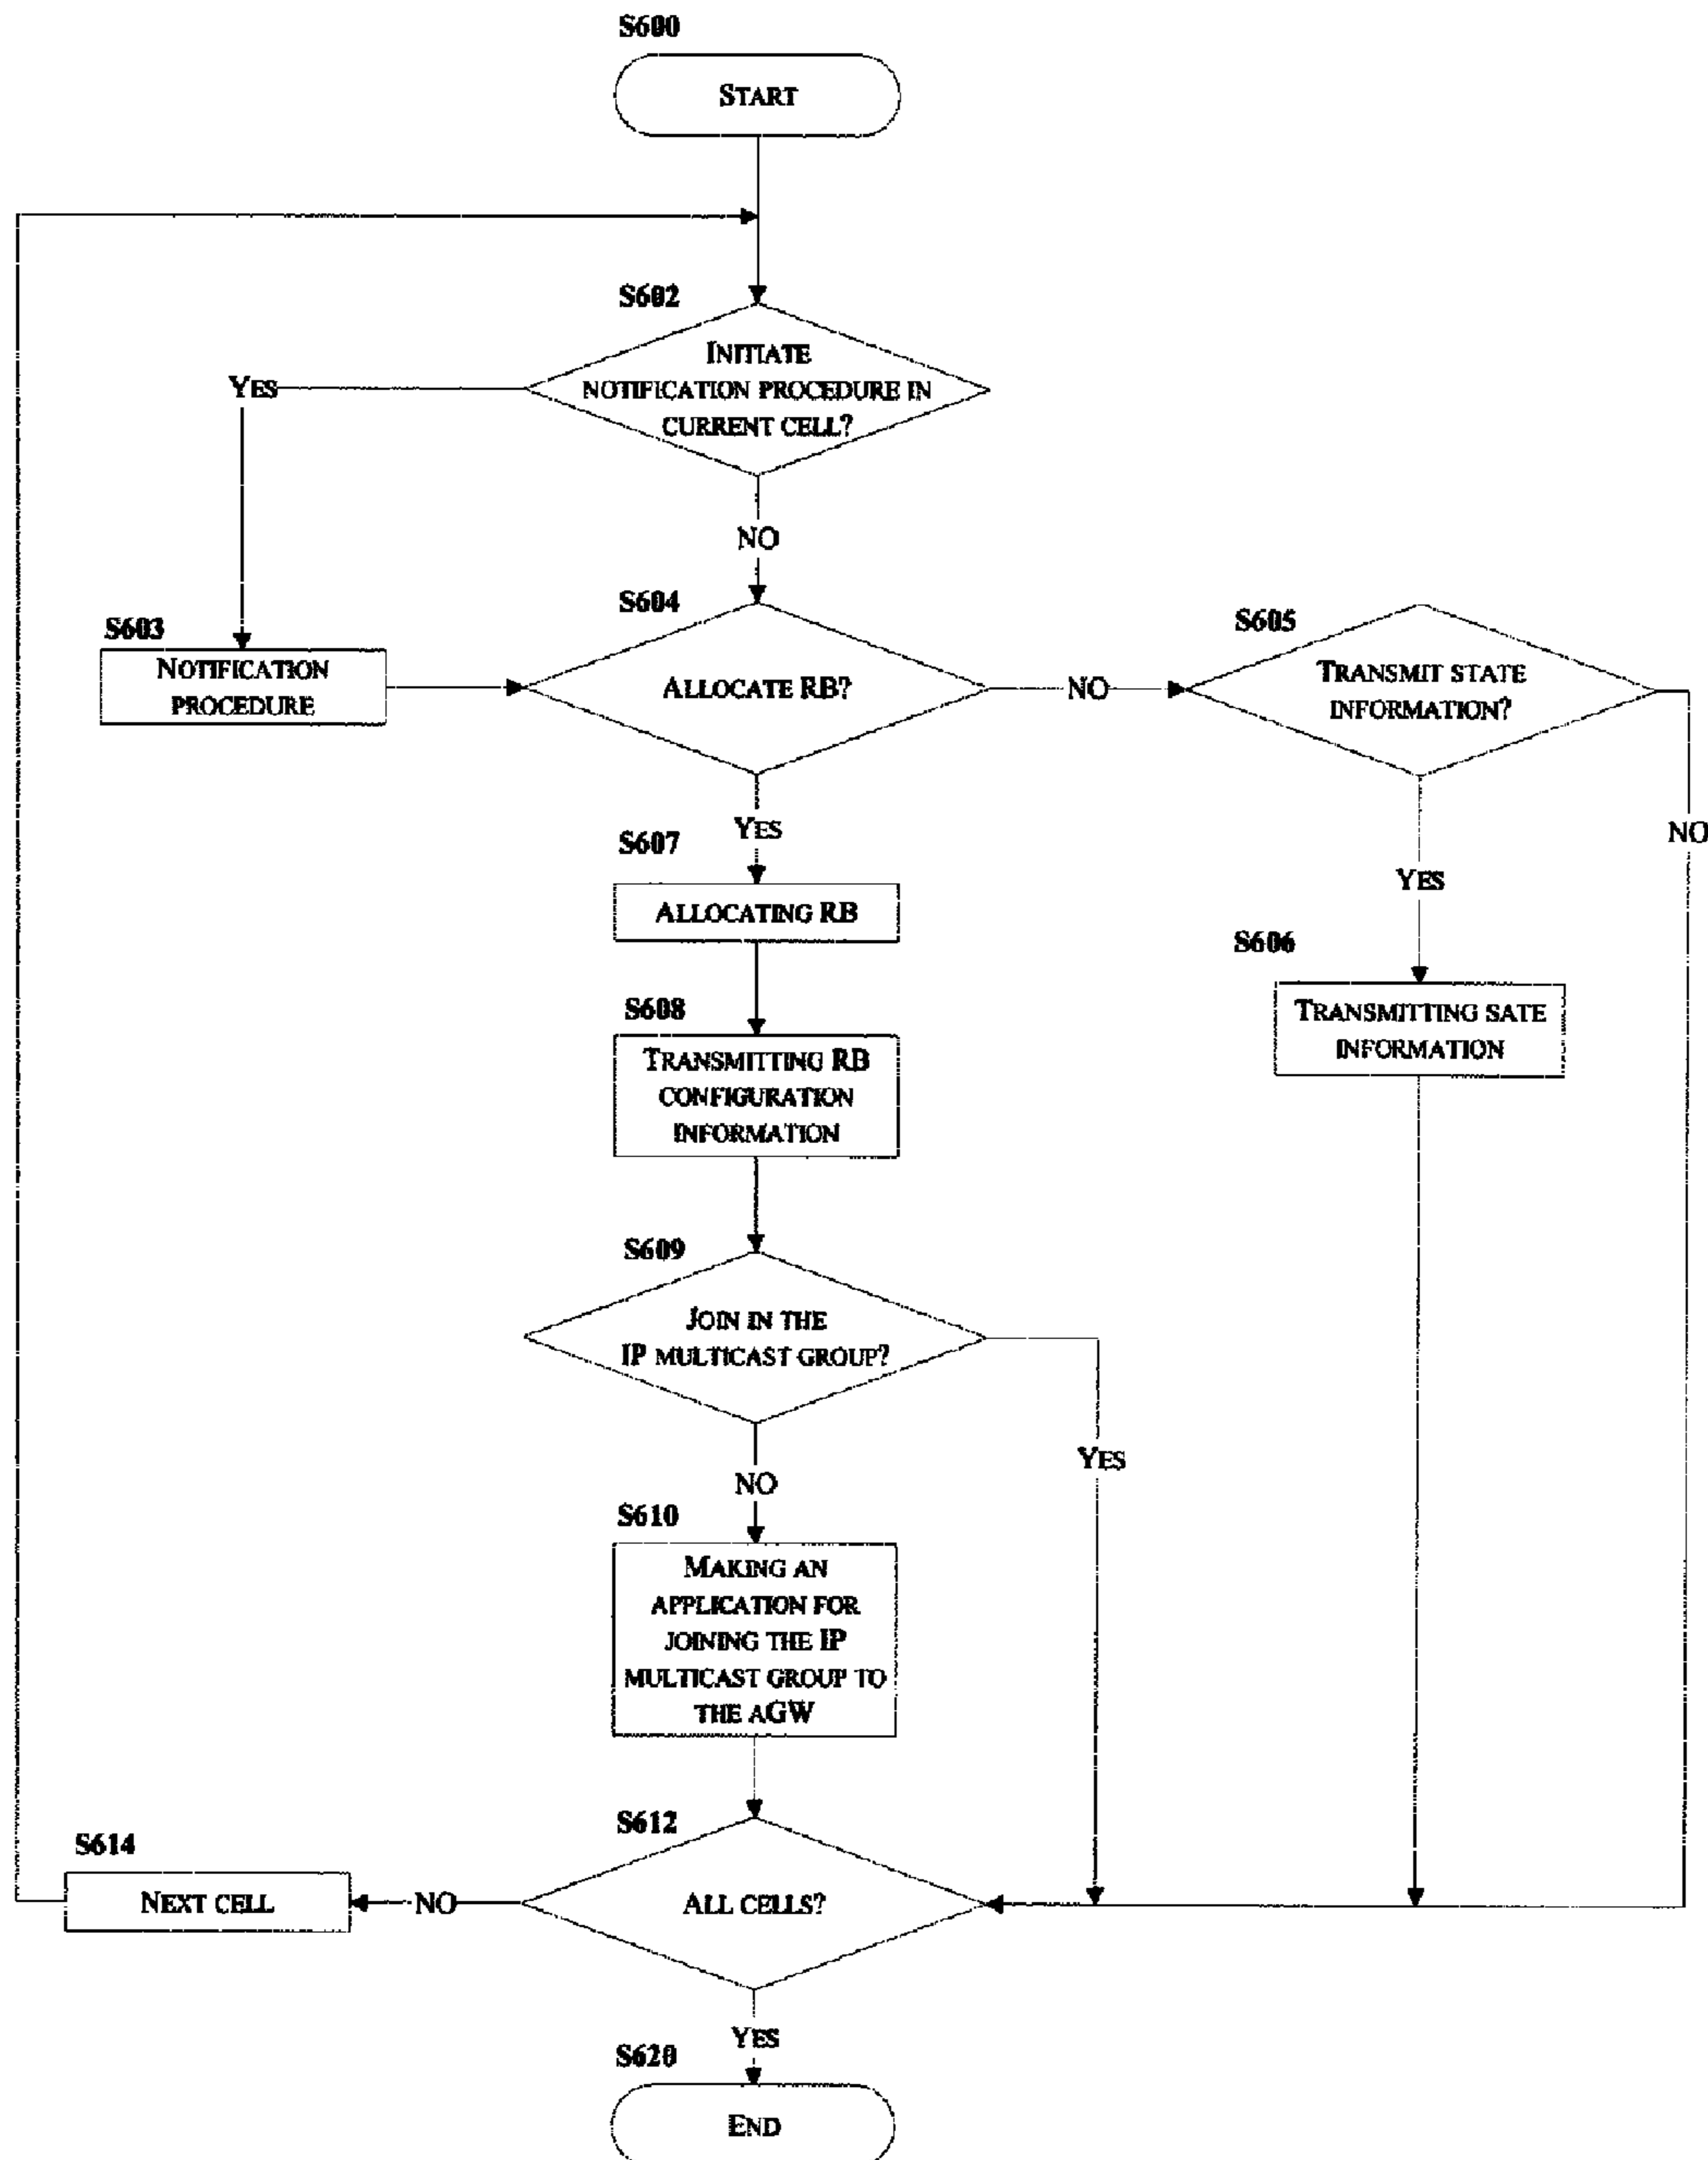 S600
START
S602
INITIATE
NOTIFICATION PROCEDURE IN
CURRENT CELL?
YES
NO
S603
NOTIFICATION
PROCEDURE
S604
ALLOCATE RB?
NO
S605
TRANSMIT STATE
INFORMATION?
NO
YES
S606
TRANSMITTING SATE
INFORMATION
YES
S607
ALLOCATING RB
S608
TRANSMITTING RB
CONFIGURATION
INFORMATION
S609
JOIN IN THE
IP MULTICAST GROUP?
YES
NO
S610
MAKING AN
APPLICATION FOR
JOINING THE IP
MULTICAST GROUP TO
THE AGW
S612
ALL CELLS?
NO
S614
NEXT CELL
YES
S620
END